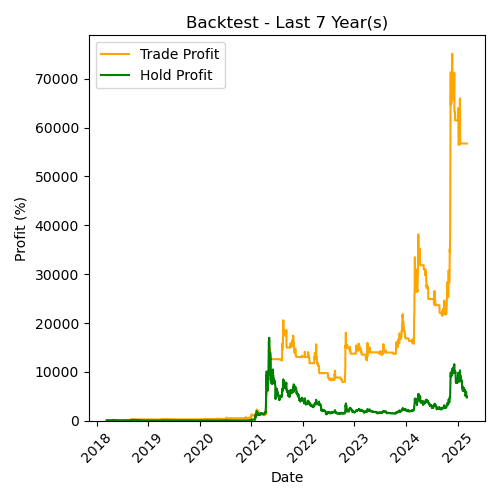 Backtest - Last 7 Year(s)
Trade Profit
Hold Profit
Profit (%)
70000
60000
50000
40000
30000
20000
10000
0
2018 2019 2020 2021 2022 2023 2024 2025
Date